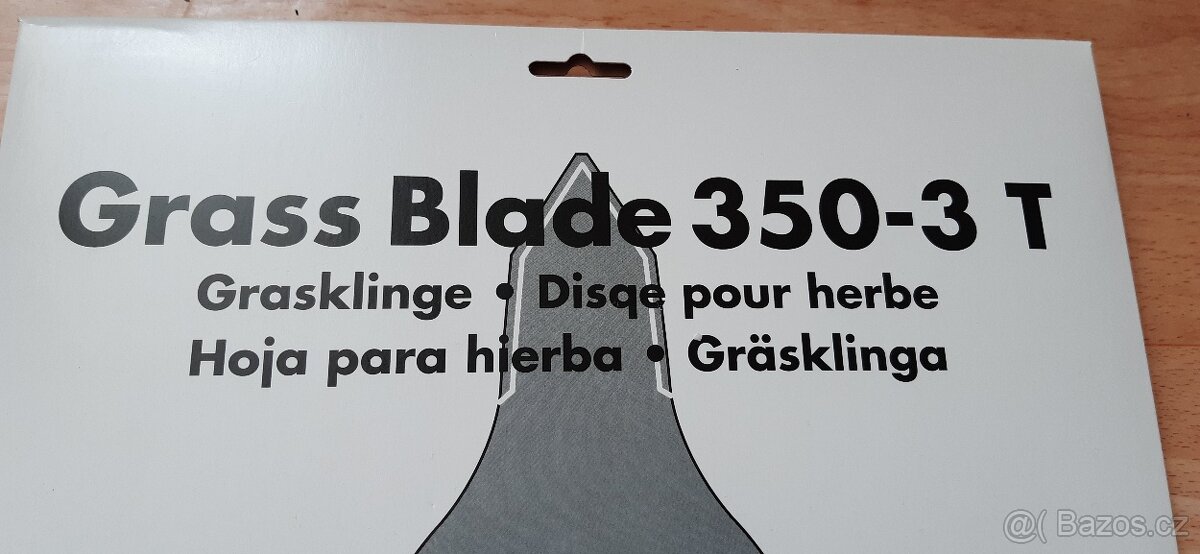 Grass Blade 350-3 T
Grasklinge • Disqe pour herbe
Hoja para hierba • Gräsklinga
@( Bazos.cz